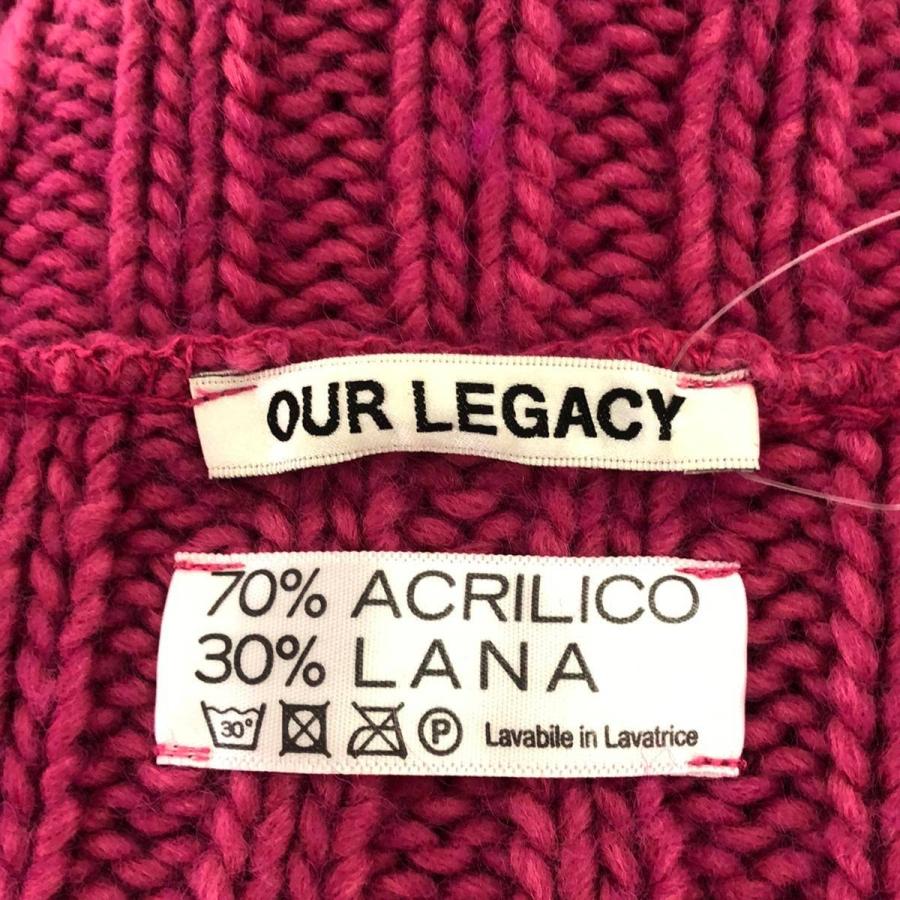 OUR LEGACY
70% ACRILICO
30% LANA
30° P Lavabile in Lavatrice